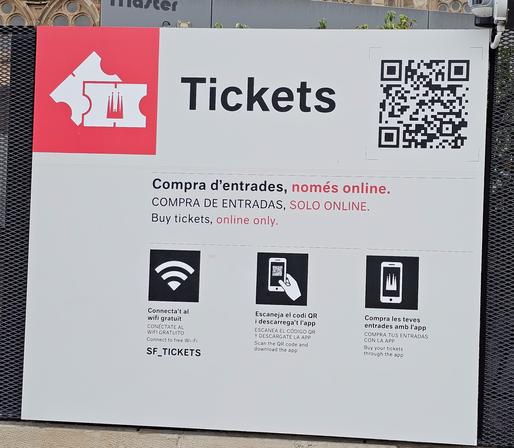 master
Tickets
Compra d'entrades, només online.
COMPRA DE ENTRADAS, SOLO ONLINE.
Buy tickets, online only.
Connecta't al
wifi gratuït
CONÉCTATE AL
WIFI GRATUITO
Connect to free Wi-Fi
SF_TICKETS
Escaneja el codi QR
i descarrega't l'app
ESCANEA EL CÓDIGO QR
Y DESCÁRGATE LA APP
Scan the QR code and
download the app
Compra les teves
entrades amb l'app
COMPRA TUS ENTRADAS
CON LA APP
Buy your tickets
through the app